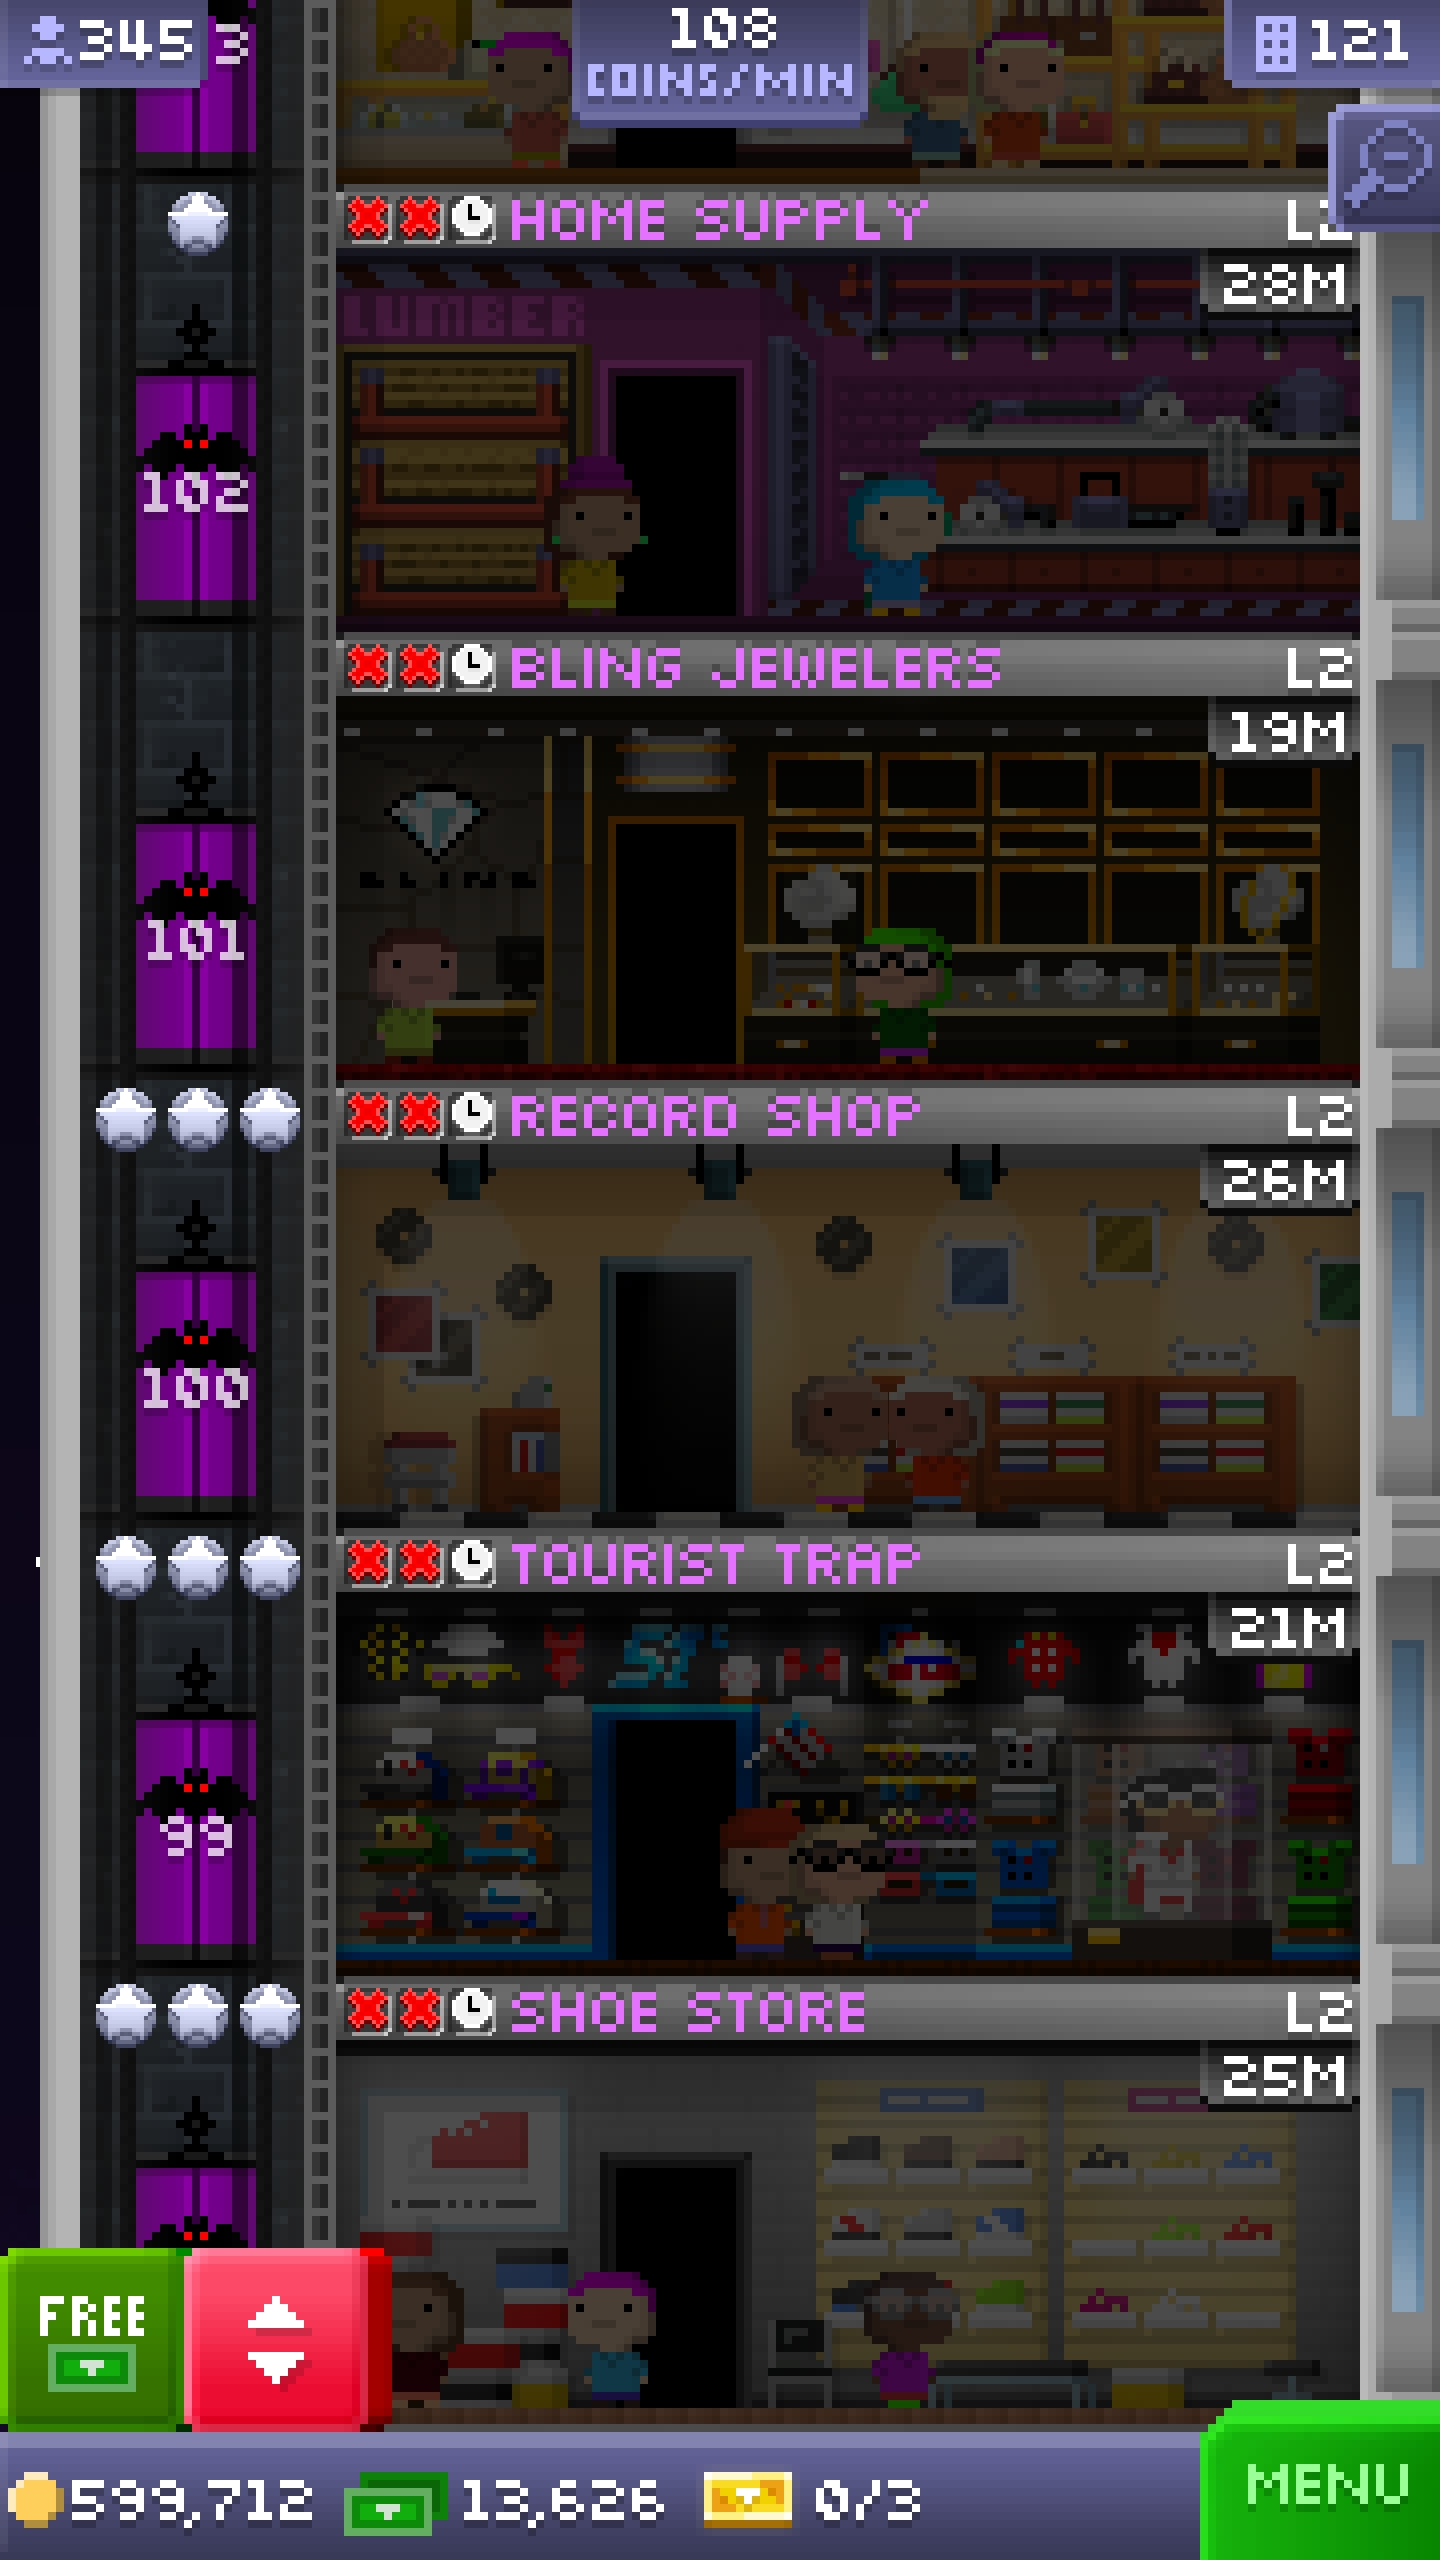 345
3
108
COINS/MIN
121
HOME SUPPLY
28M
LUMBER
102
BLING JEWELERS
L2
19M
BLING
101
RECORD SHOP
L2
26M
100
TOURIST TRAP
L2
21M
99
SHOE STORE
L2
25M
FREE
599,712
13,626
0/3
MENU